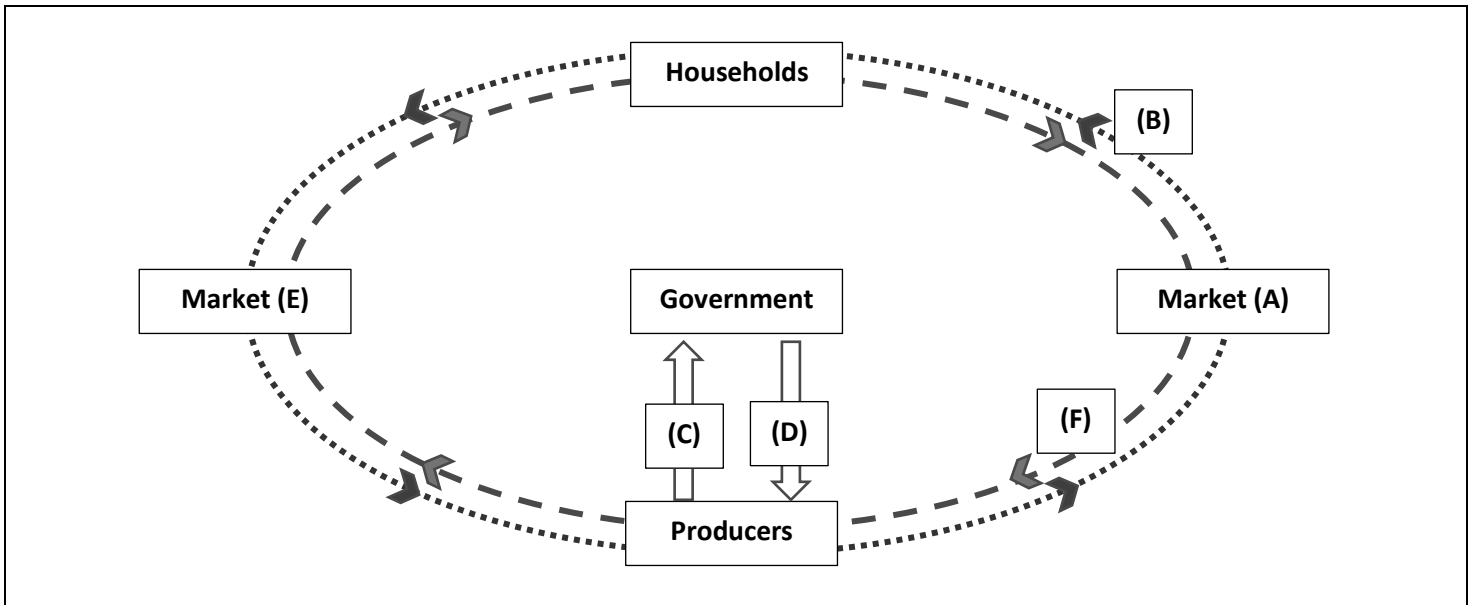 Households
(B)
Market (E)
Government
Market (A)
(C)
(D)
(F)
Producers